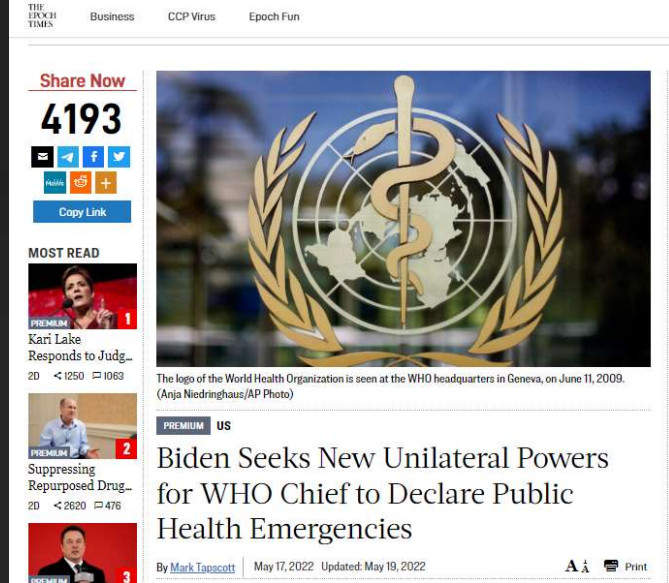 THE
EPOCH
TIMES
Business CCP Virus Epoch Fun
Share Now
4193
Copy Link
MOST READ
PREMIUM 1
Kari Lake
Responds to Judg...
2D 1250 1063
PREMIUM 2
Suppressing
Repurposed Drug...
2D 2620 476
PREMIUM 3
The logo of the World Health Organization is seen at the WHO headquarters in Geneva, on June 11, 2009.
(Anja Niedringhaus/AP Photo)
PREMIUM US
Biden Seeks New Unilateral Powers
for WHO Chief to Declare Public
Health Emergencies
By Mark Tapscott May 17, 2022 Updated: May 19, 2022
A A Print